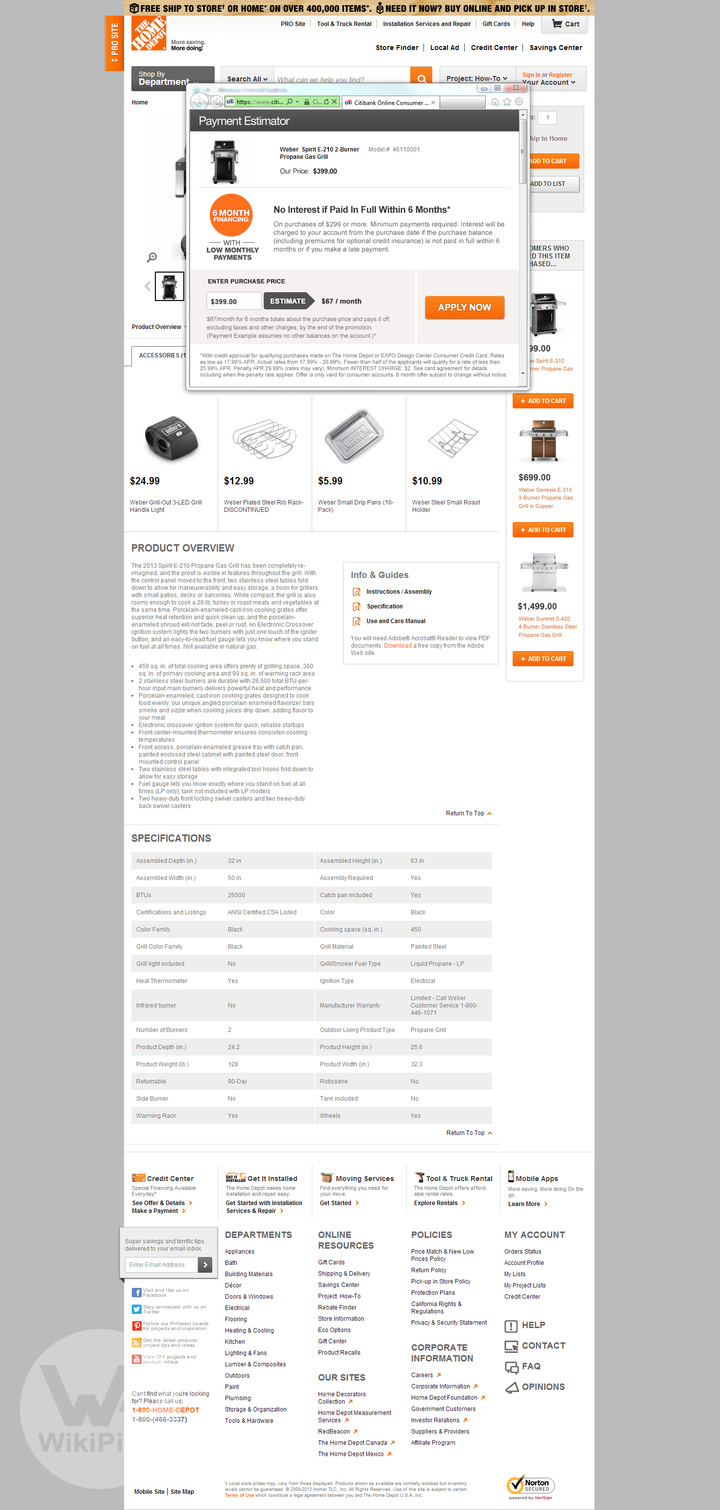 FREE SHIP TO STORE† OR HOME* ON OVER 400,000 ITEMS*. NEED IT NOW? BUY ONLINE AND PICK UP IN STORE†.
PRO SITE
THE HOME DEPOT
More saving.
More doing.
PRO Site | Tool & Truck Rental | Installation Services and Repair | Gift Cards | Help
Cart
Store Finder | Local Ad | Credit Center | Savings Center
Shop By
Department
Search All
What can we help you find?
Project: How-To
Sign In or Register
Your Account
Home
https://www.citi...
Citibank Online Consumer ...
Payment Estimator
Weber Spirit E-210 2-Burner
Propane Gas Grill
Model # 46110001
Our Price: $399.00
6 MONTH
FINANCING
WITH
LOW MONTHLY
PAYMENTS
No Interest if Paid In Full Within 6 Months*
On purchases of $299 or more. Minimum payments required. Interest will be
charged to your account from the purchase date if the purchase balance
(including premiums for optional credit insurance) is not paid in full within 6
months or if you make a late payment.
ENTER PURCHASE PRICE
$399.00
ESTIMATE
$67 / month
APPLY NOW
$67/month for 6 months totals about the purchase price and pays it off,
excluding taxes and other charges, by the end of the promotion.
(Payment Example assumes no other balances on the account.)*
*With credit approval for qualifying purchases made on The Home Depot or EXPO Design Center Consumer Credit Card. Rates
as low as 17.99% APR; Actual rates from 17.99% - 26.99%. Fewer than half of the applicants will qualify for a rate of less than
25.99% APR. Penalty APR 29.99% (rates may vary). Minimum INTEREST CHARGE: $2. See card agreement for details
including when the penalty rate applies. Offer is only valid for consumer accounts. 6 month offer subject to change without notice.
1
hip to Home
ADD TO CART
ADD TO LIST
OMERS WHO
ED THIS ITEM
HASED...
99.00
Spirit E-310
Propane Gas
+ ADD TO CART
$699.00
Weber Genesis E-310
3-Burner Propane Gas
Grill in Copper
+ ADD TO CART
$1,499.00
Weber Summit S-420
4-Burner Stainless Steel
Propane Gas Grill
+ ADD TO CART
Product Overview
ACCESSORIES (1
$24.99
Weber Grill-Out 3-LED Grill
Handle Light
$12.99
Weber Plated Steel Rib Rack-
DISCONTINUED
$5.99
Weber Small Drip Pans (10-
Pack)
$10.99
Weber Steel Small Roast
Holder
PRODUCT OVERVIEW
The 2013 Spirit E-210 Propane Gas Grill has been completely re-
imagined, and the proof is visible in features throughout the grill. With
the control panel moved to the front, two stainless steel tables fold
down to allow for maneuverability and easy storage, a boon for grillers
with small patios, decks or balconies. While compact, the grill is also
roomy enough to cook a 20 lb. turkey or roast meats and vegetables at
the same time. Porcelain-enameled cast-iron cooking grates offer
superior heat retention and quick clean up, and the porcelain-
enameled shroud will not fade, peel or rust. An Electronic Crossover
ignition system lights the two burners with just one touch of the igniter
button, and an easy-to-read fuel gauge lets you know where you stand
on fuel at all times. Not available in natural gas.
• 450 sq. in. of total cooking area offers plenty of grilling space, 360
sq. in. of primary cooking area and 90 sq. in. of warming rack area
• 2 stainless steel burners are durable with 26,500 total BTU-per-
hour input main burners delivers powerful heat and performance
• Porcelain-enameled, cast-iron cooking grates designed to cook
food evenly, our unique,angled porcelain enameled flavorizer bars
smoke and sizzle when cooking juices drip down, adding flavor to
your meal
• Electronic crossover ignition system for quick, reliable startups
• Front center-mounted thermometer ensures consisten cooking
temperatures
• Front access, porcelain-enameled grease tray with catch pan,
painted enclosed steel cabinet with painted steel door, front
mounted control panel
• Two stainless steel tables with integrated tool hooks fold down to
allow for easy storage
• Fuel gauge lets you know exactly where you stand on fuel at all
times (LP only), tank not included with LP models
• Two heavy-duty front locking swivel casters and two heavy-duty
back swivel casters
Info & Guides
Instructions / Assembly
Specification
Use and Care Manual
You will need Adobe® Acrobat® Reader to view PDF
documents. Download a free copy from the Adobe
Web site.
Return To Top
SPECIFICATIONS
Assembled Depth (in.) 32 in Assembled Height (in.) 63 in
Assembled Width (in.) 50 in Assembly Required Yes
BTUs 26500 Catch pan included Yes
Certifications and Listings ANSI Certified,CSA Listed Color Black
Color Family Black Cooking space (sq. in.) 450
Grill Color Family Black Grill Material Painted Steel
Grill light included No Grill/Smoker Fuel Type Liquid Propane - LP
Heat Thermometer Yes Ignition Type Electrical
Infrared burner No Manufacturer Warranty Limited - Call Weber
Customer Service 1-800-
446-1071
Number of Burners 2 Outdoor Living Product Type Propane Grill
Product Depth (in.) 24.2 Product Height (in.) 25.6
Product Weight (lb.) 126 Product Width (in.) 32.3
Returnable 90-Day Rotisserie No
Side Burner No Tank included No
Warming Rack Yes Wheels Yes
Return To Top
Credit Center
Special Financing Available
Everyday*
See Offer & Details
Make a Payment
Get It Installed
The Home Depot makes home
installation and repair easy.
Get Started with Installation
Services & Repair
Moving Services
Find everything you need for
your move.
Get Started
Tool & Truck Rental
The Home Depot offers afford-
able rental rates.
Explore Rentals
Mobile Apps
More saving. More doing On the
go.
Learn More
Super savings and terrific tips
delivered to your email inbox.
Enter Email Address
Visit and like us on
Facebook
Stay connected with us on
Twitter
Follow our Pinterest boards
for projects and inspiration
Get the latest products,
project tips and ideas
View DIY projects and
product videos
Can't find what you're looking
for? Please call us:
1-800-HOME-DEPOT
1-800-(466-3337)
DEPARTMENTS
Appliances
Bath
Building Materials
Décor
Doors & Windows
Electrical
Flooring
Heating & Cooling
Kitchen
Lighting & Fans
Lumber & Composites
Outdoors
Paint
Plumbing
Storage & Organization
Tools & Hardware
ONLINE
RESOURCES
Gift Cards
Shipping & Delivery
Savings Center
Project: How-To
Rebate Finder
Store Information
Eco Options
Gift Center
Product Recalls
OUR SITES
Home Decorators
Collection
Home Depot Measurement
Services
RedBeacon
The Home Depot Canada
The Home Depot Mexico
POLICIES
Price Match & New Low
Prices Policy
Return Policy
Pick-up in Store Policy
Protection Plans
California Rights &
Regulations
Privacy & Security Statement
CORPORATE
INFORMATION
Careers
Corporate Information
Home Depot Foundation
Government Customers
Investor Relations
Suppliers & Providers
Affiliate Program
MY ACCOUNT
Orders Status
Account Profile
My Lists
My Project Lists
Credit Center
HELP
CONTACT
FAQ
OPINIONS
WikiPi
Mobile Site | Site Map
† Local store prices may vary from those displayed. Products shown as available are normally stocked but inventory
levels cannot be guaranteed. © 2000-2013 Homer TLC, Inc. All Rights Reserved. Use of this site is subject to certain
Terms of Use which constitute a legal agreement between you and The Home Depot U.S.A., Inc.
Norton
SECURED
powered by VeriSign